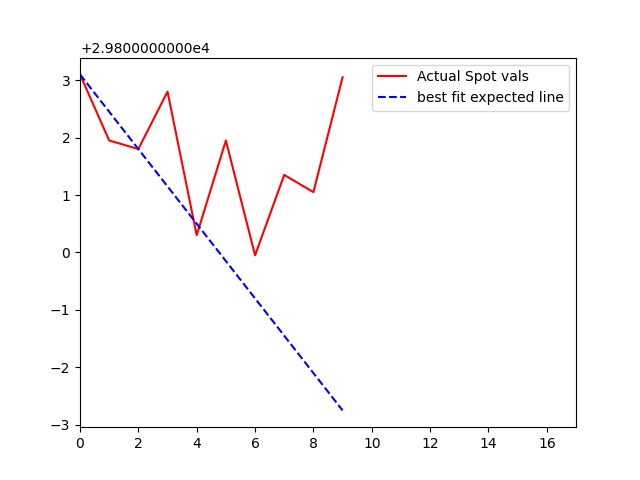 +2.9800000000e4
Actual Spot vals
best fit expected line
3
2
1
0
−1
−2
−3
0 2 4 6 8 10 12 14 16